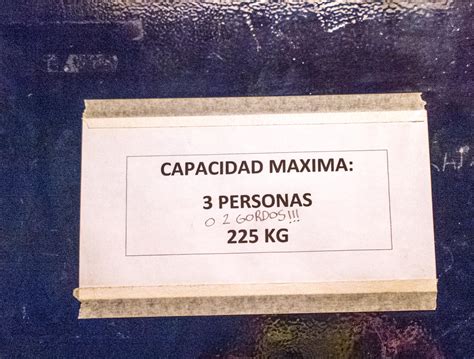 CAPACIDAD MAXIMA:
3 PERSONAS
O 2 GORDOS!!!
225 KG